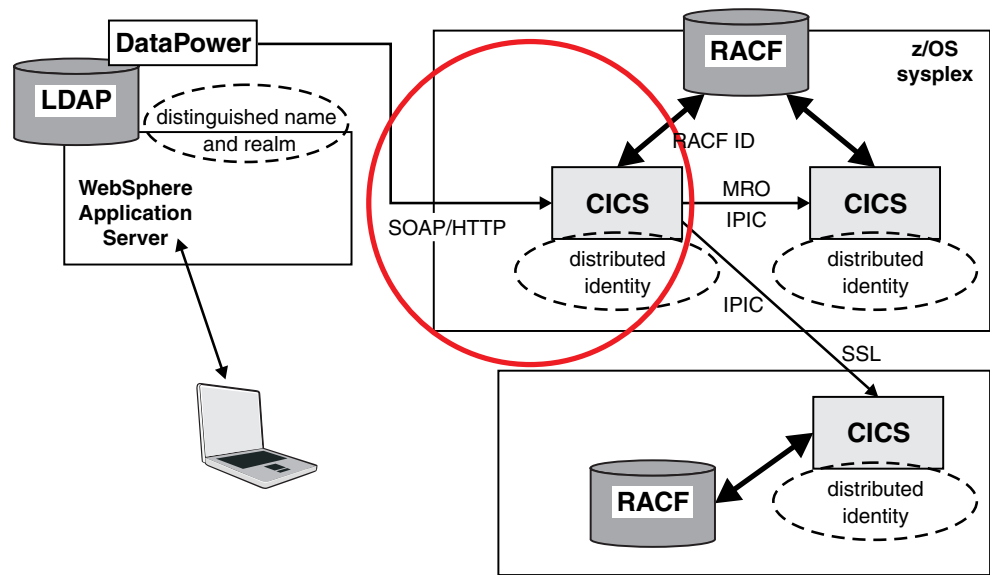 DataPower
LDAP
distinguished name
and realm
WebSphere
Application
Server
RACF
z/OS
sysplex
RACF ID
SOAP/HTTP
CICS
MRO
IPIC
CICS
distributed
identity
distributed
identity
IPIC
SSL
CICS
RACF
distributed
identity